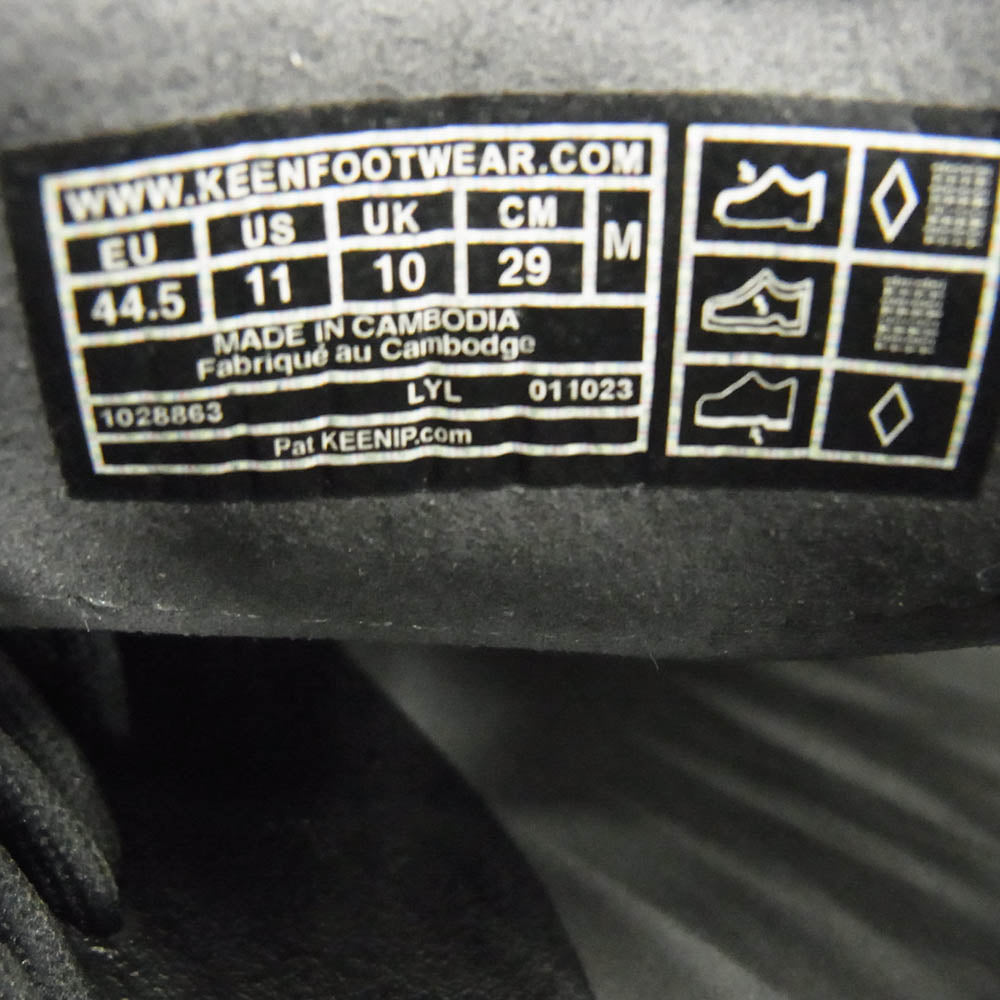 WWW.KEENFOOTWEAR.COM
EU US UK CM M
44.5 11 10 29
MADE IN CAMBODIA
Fabriqué au Cambodge
1028863 LYL 011023
Pat KEENIP.com